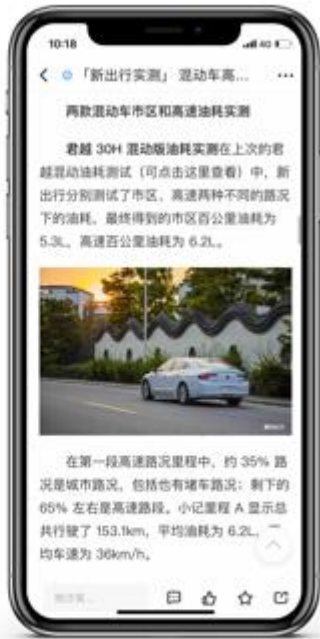 10:18
4G
「新出行实测」 混动车高...
两款混动车市区和高速油耗实测
君越 30H 混动版油耗实测在上次的君
越混动油耗测试（可点击这里查看）中，新
出行分别测试了市区、高速两种不同的路况
下的油耗，最终得到的市区百公里油耗为
5.3L，高速百公里油耗为 6.2L。
在第一段高速路况里程中，约 35% 路
况是城市路况，包括也有堵车路况；剩下的
65% 左右是高速路段。小记里程 A 显示总
共行驶了 153.1km，平均油耗为 6.2L，
均车速为 36km/h。